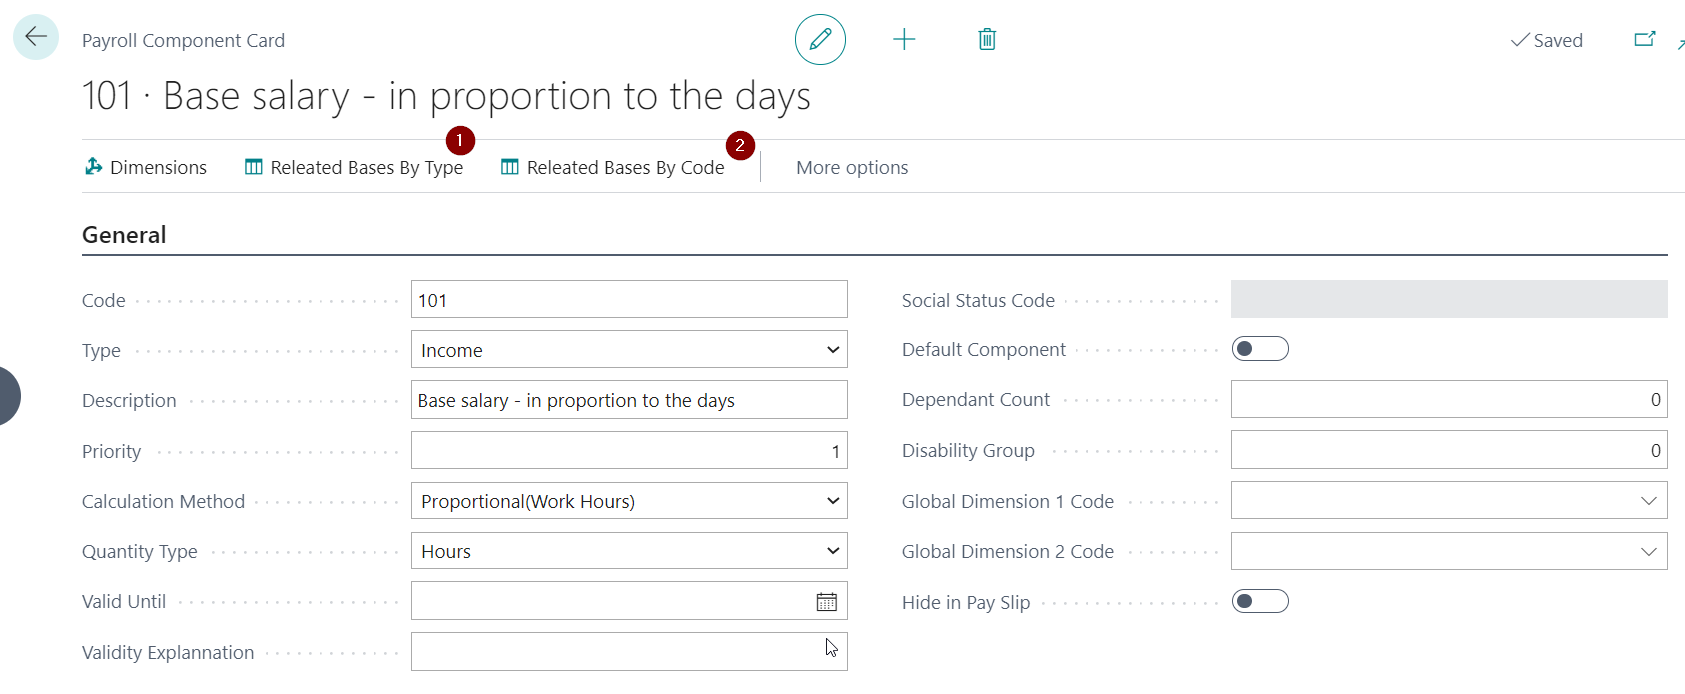 Payroll Component Card
Saved
101 · Base salary - in proportion to the days
1
2
Dimensions
Releated Bases By Type
Releated Bases By Code
More options
General
Code
101
Social Status Code
Type
Income
Default Component
Description
Base salary - in proportion to the days
Dependant Count
0
Priority
1
Disability Group
0
Calculation Method
Proportional(Work Hours)
Global Dimension 1 Code
Quantity Type
Hours
Global Dimension 2 Code
Valid Until
Hide in Pay Slip
Validity Explannation